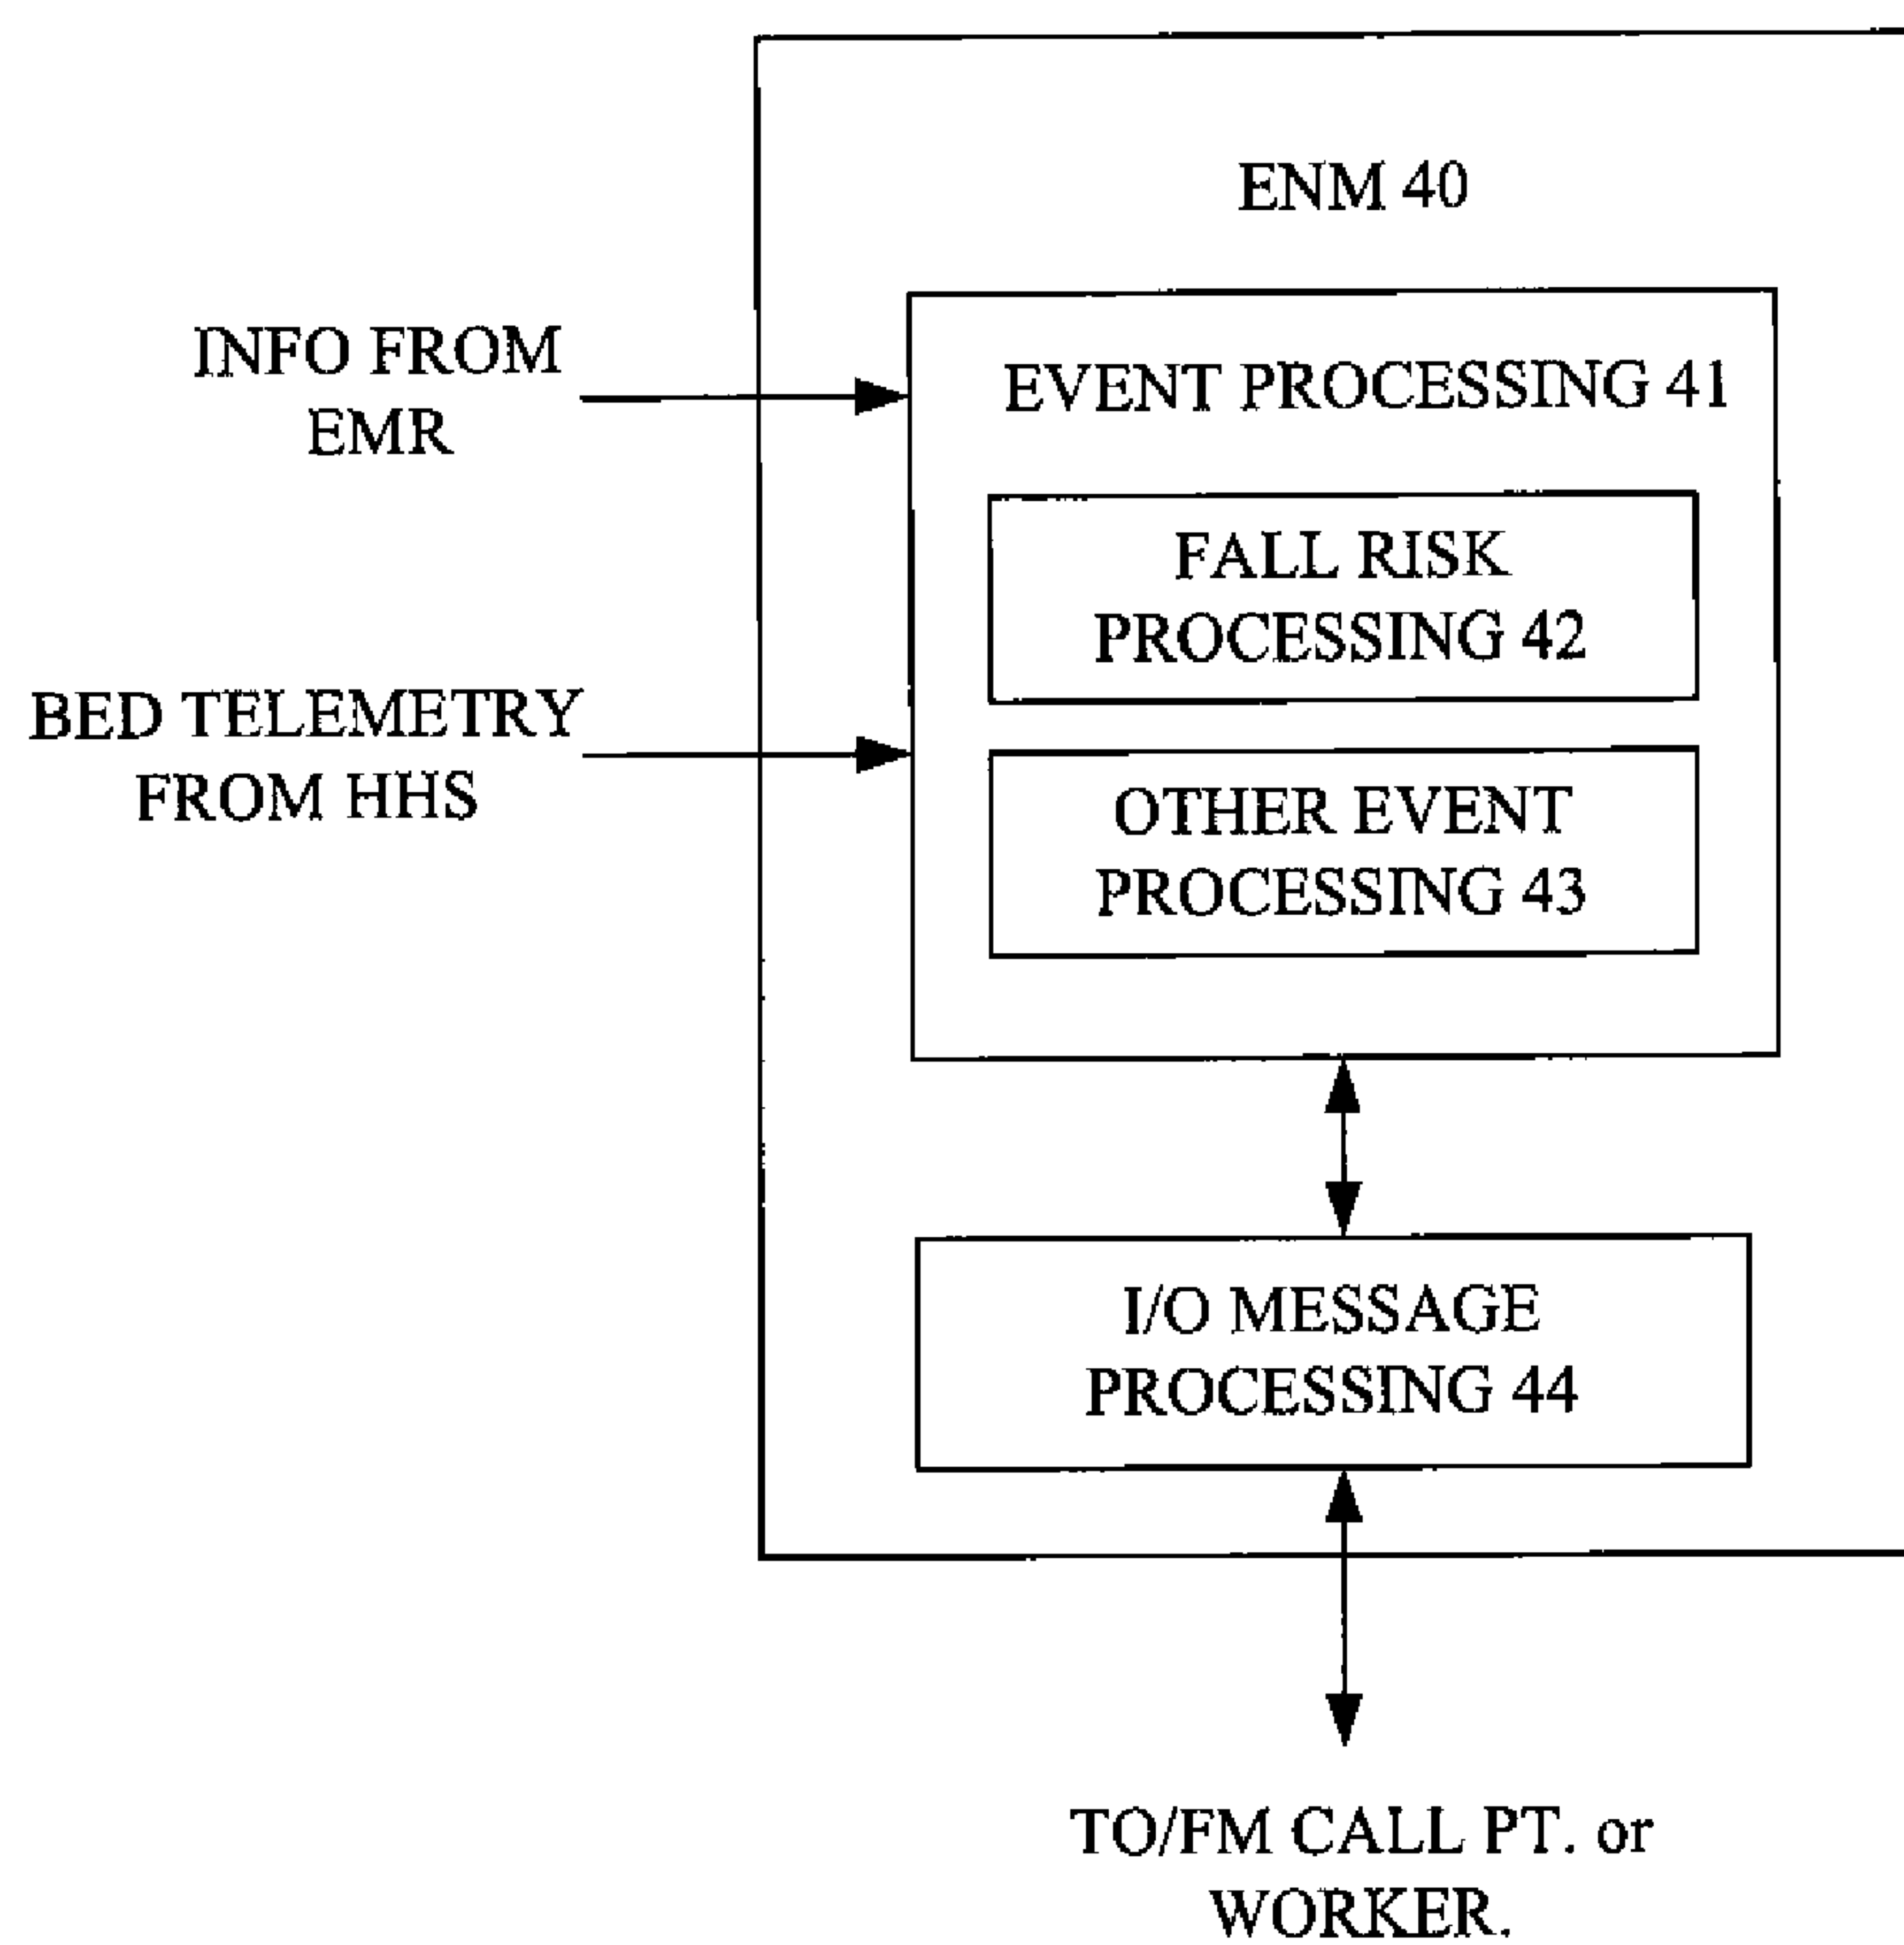 ENM 40
INFO FROM
EMR
EVENT PROCESSING 41
FALL RISK
PROCESSING 42
BED TELEMETRY
FROM HHS
OTHER EVENT
PROCESSING 43
I/O MESSAGE
PROCESSING 44
TO/FM CALL PT. or
WORKER.